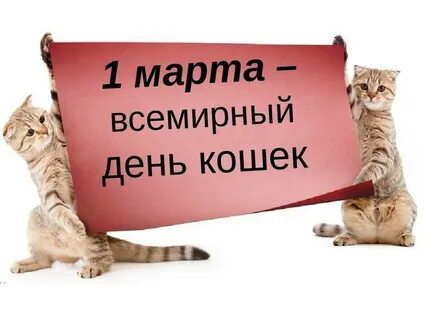 1 марта –
всемирный
день кошек